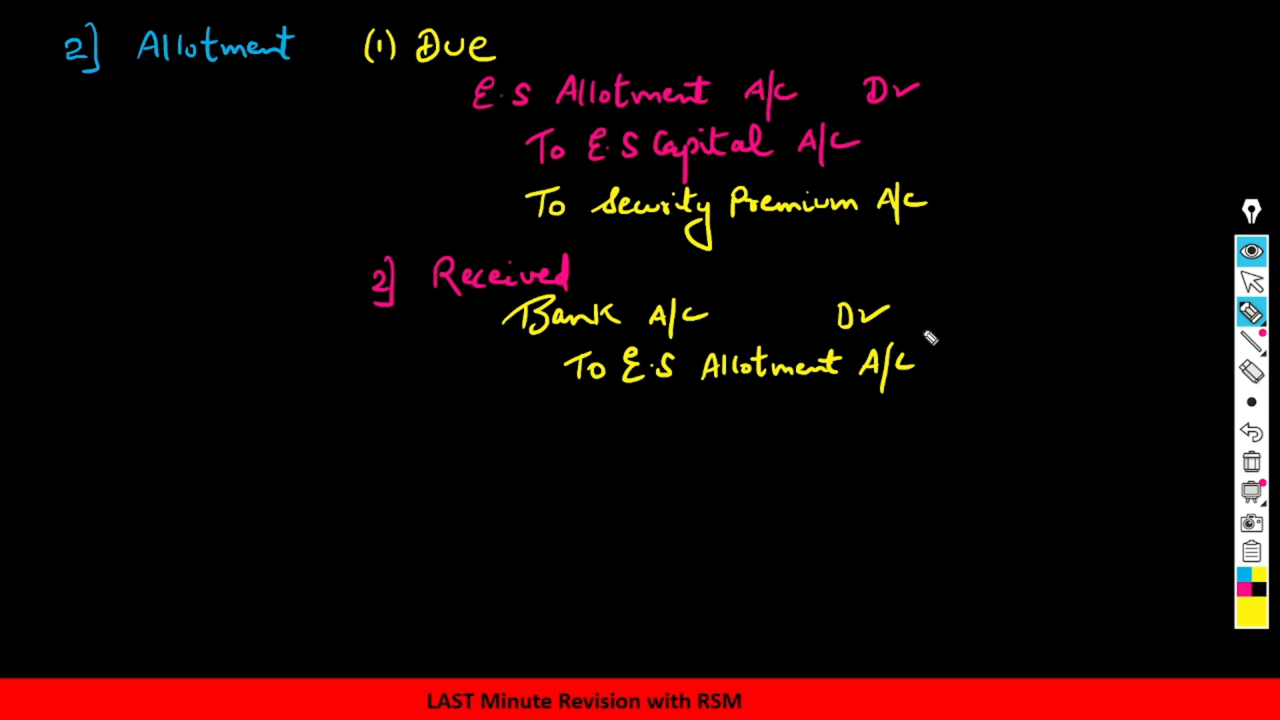 2] Allotment (1) Due
E.S Allotment A/C Dr
To E.S Capital A/C
To Security Premium A/C
2] Received
Bank A/C Dr
To E.S Allotment A/C
LAST Minute Revision with RSM